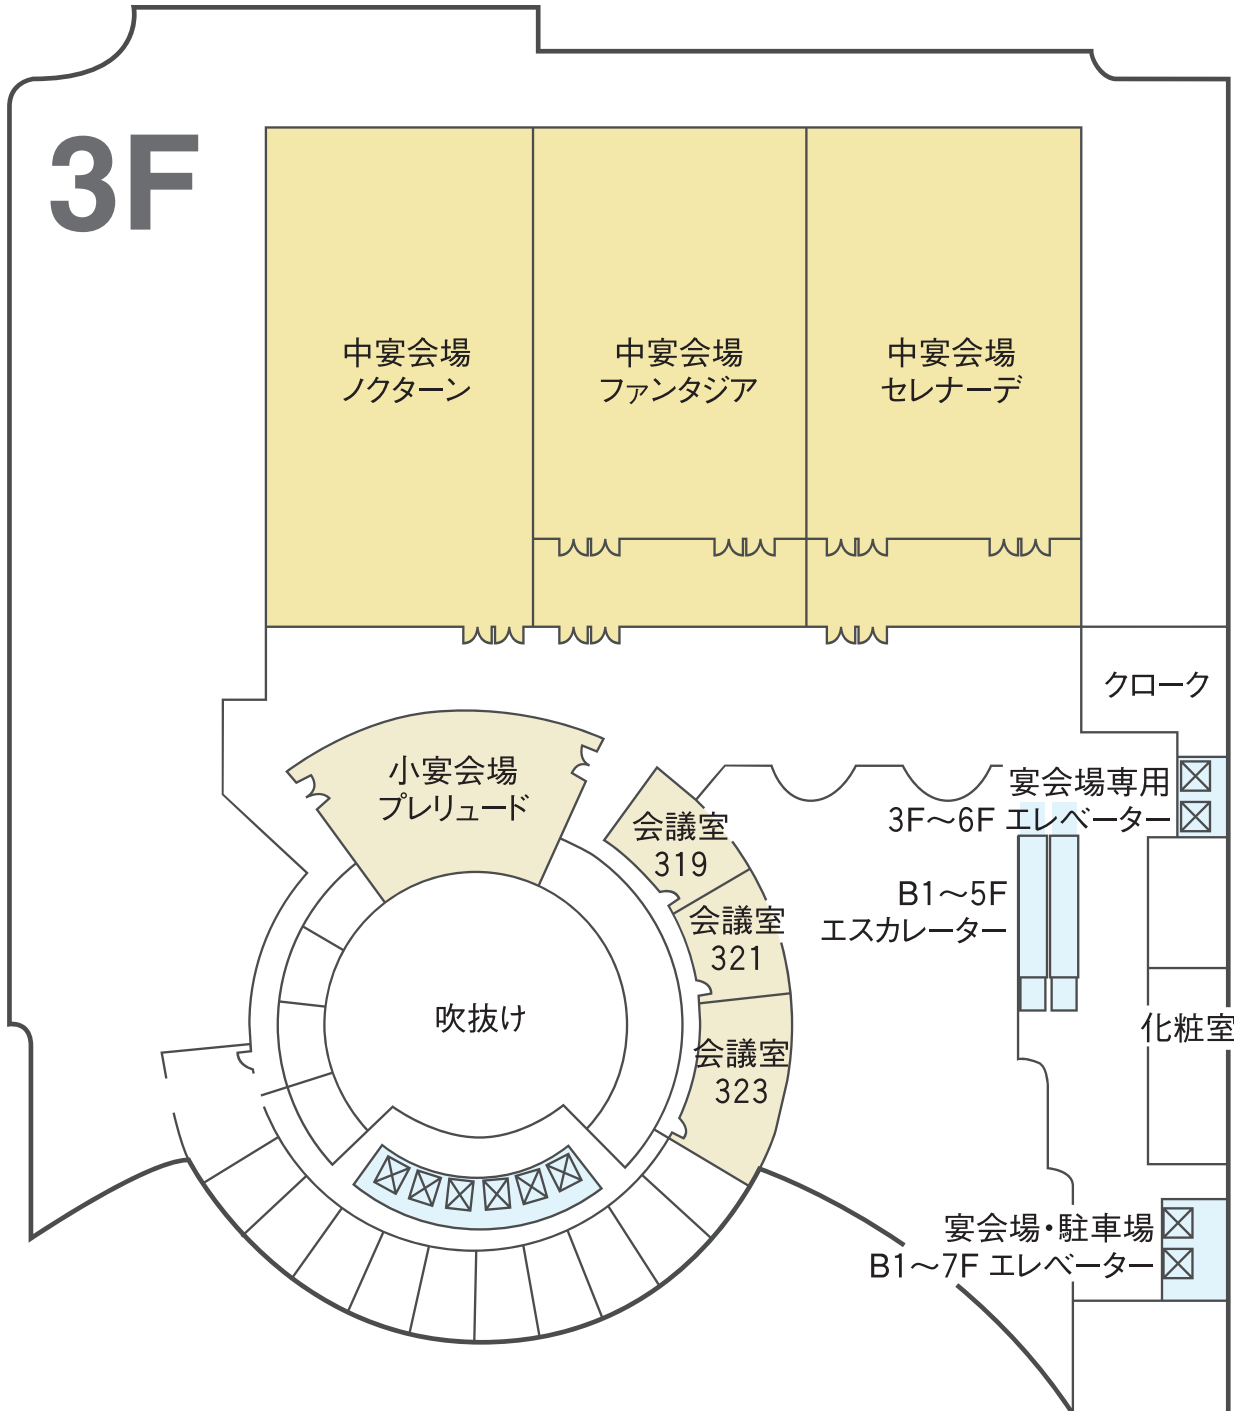 3F
中宴会場
ノクターン
中宴会場
ファンタジア
中宴会場
セレナーデ
クローク
小宴会場
プレリュード
宴会場専用
3F～6F エレベーター
会議室
319
B1～5F
エスカレーター
会議室
321
吹抜け
化粧室
会議室
323
宴会場・駐車場
B1～7F エレベーター